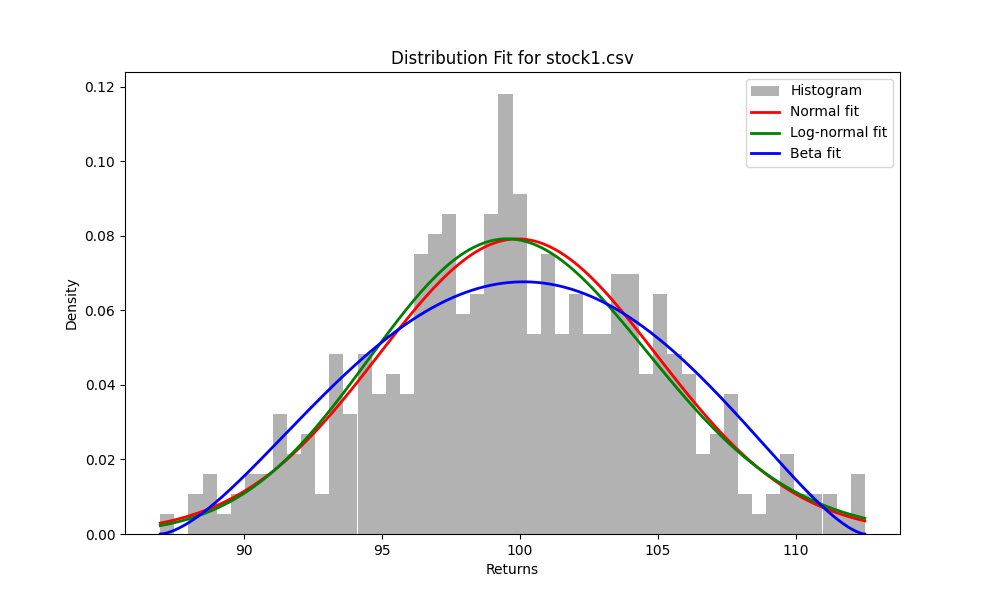 Distribution Fit for stock1.csv
Histogram
Normal fit
Log-normal fit
Beta fit
0.12
0.10
0.08
0.06
0.04
0.02
0.00
Density
90
95
100
105
110
Returns